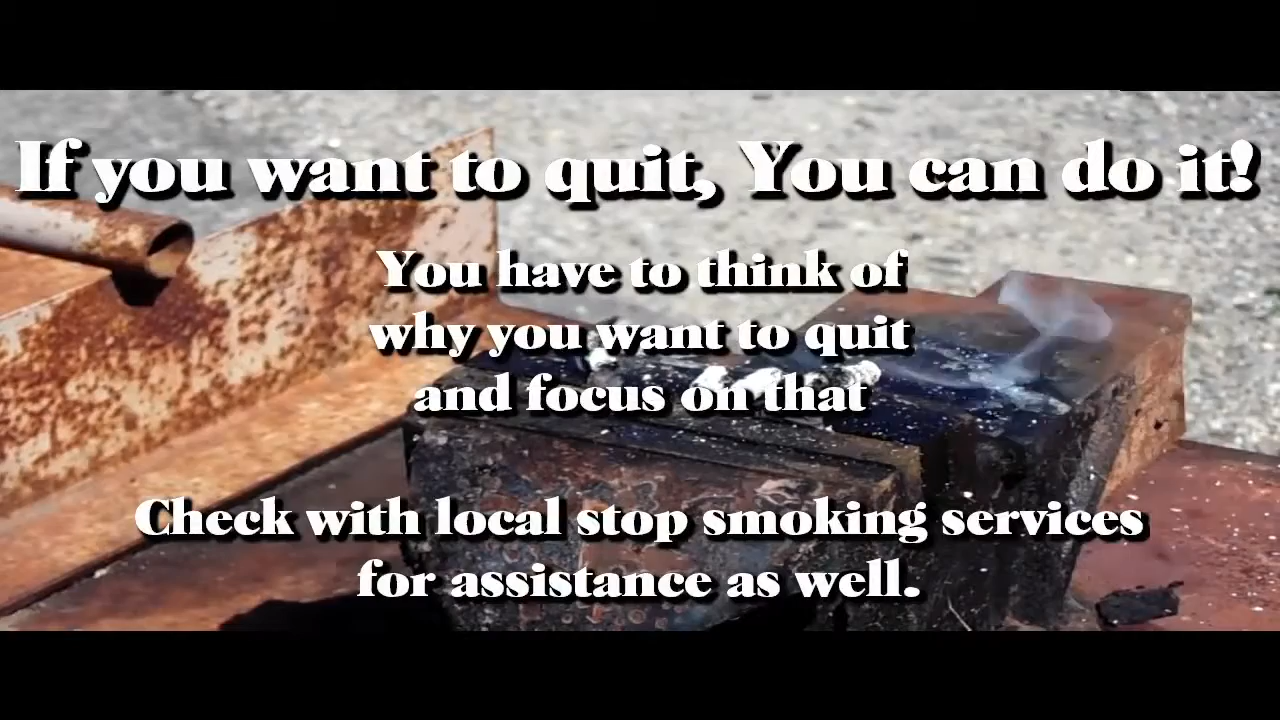 If you want to quit, You can do it!
You have to think of
why you want to quit
and focus on that
Check with local stop smoking services
for assistance as well.